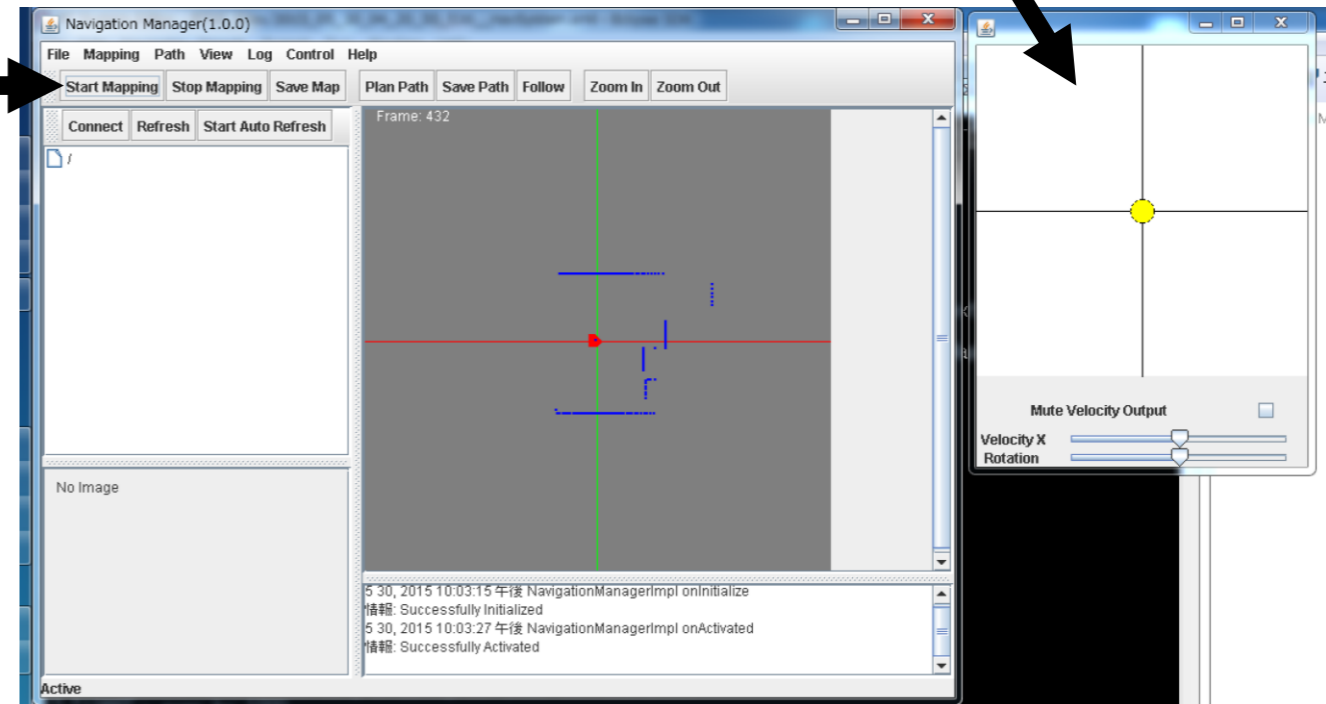 Navigation Manager(1.0.0)
File Mapping Path View Log Control Help
Start Mapping Stop Mapping Save Map Plan Path Save Path Follow Zoom In Zoom Out
Connect Refresh Start Auto Refresh
Frame: 432
/
No Image
5 30, 2015 10:03:15 午後 NavigationManagerImpl onInitialize
情報: Successfully Initialized
5 30, 2015 10:03:27 午後 NavigationManagerImpl onActivated
情報: Successfully Activated
Active
Mute Velocity Output
Velocity X
Rotation